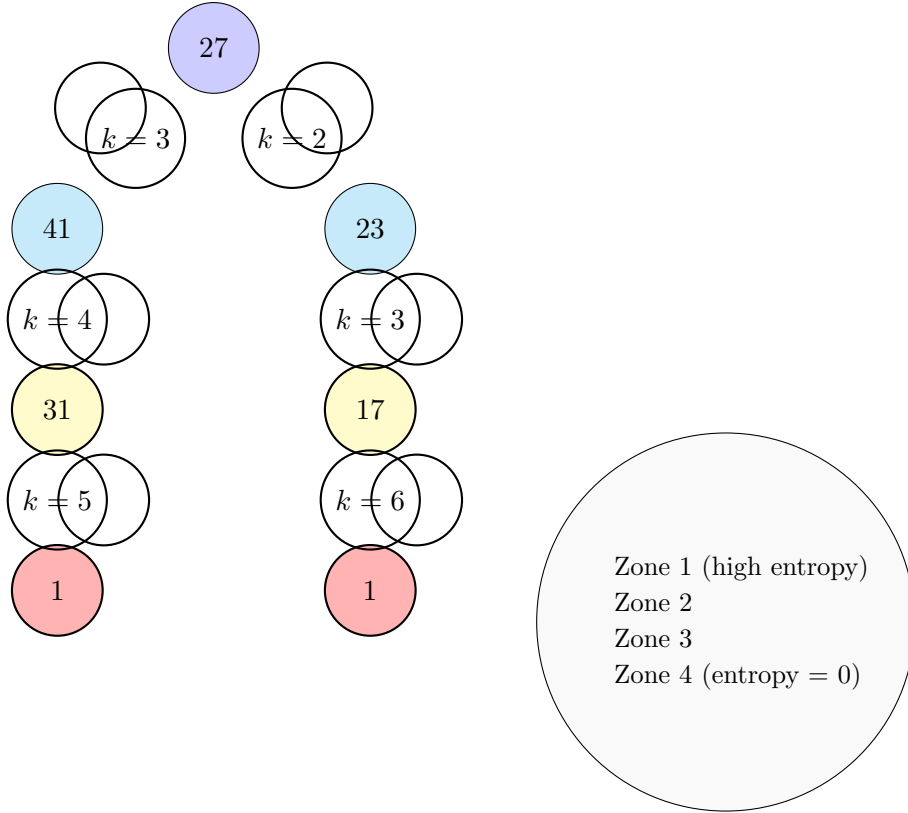 27
k = 3
k = 2
41
23
k = 4
k = 3
31
17
k = 5
k = 6
1
1
Zone 1 (high entropy)
Zone 2
Zone 3
Zone 4 (entropy = 0)